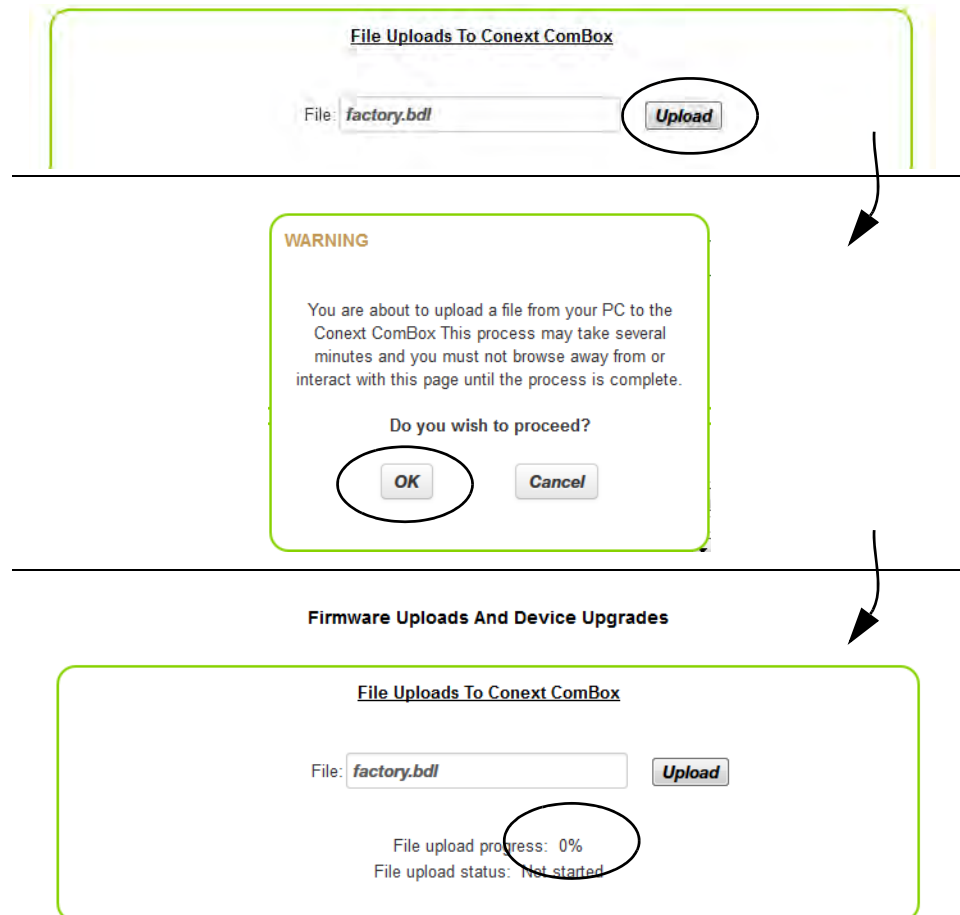 File Uploads To Conext ComBox
File: factory.bdl Upload
WARNING
You are about to upload a file from your PC to the
Conext ComBox This process may take several
minutes and you must not browse away from or
interact with this page until the process is complete.
Do you wish to proceed?
OK Cancel
Firmware Uploads And Device Upgrades
File Uploads To Conext ComBox
File: factory.bdl Upload
File upload progress: 0%
File upload status: Not started